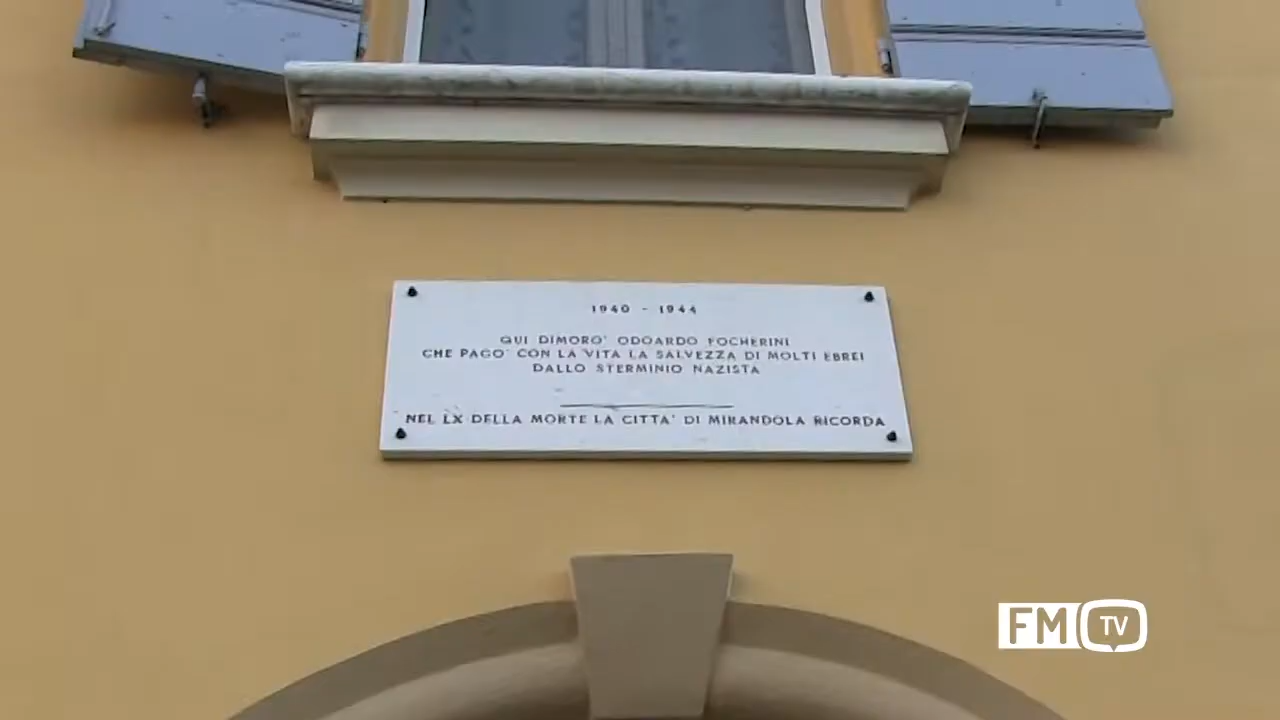 1940 - 1944
QUI DIMORO' ODOARDO FOCHERINI
CHE PAGO' CON LA VITA LA SALVEZZA DI MOLTI EBREI
DALLO STERMINIO NAZISTA
NEL LX DELLA MORTE LA CITTA' DI MIRANDOLA RICORDA
FM TV